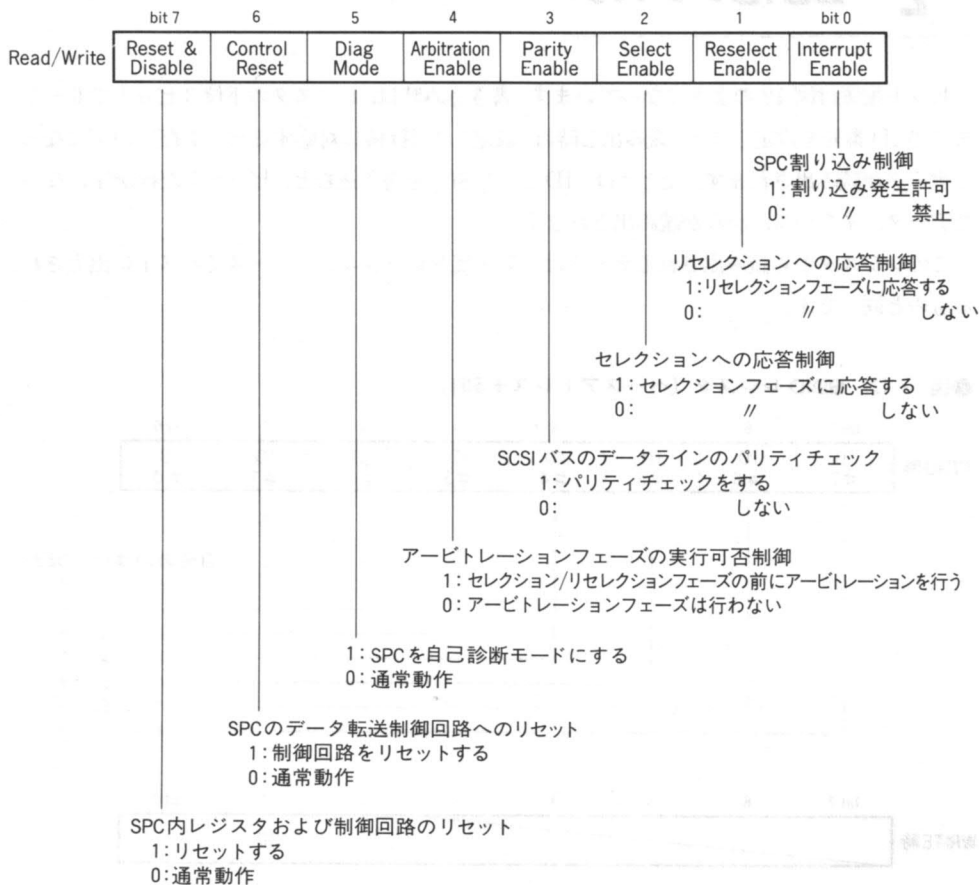 bit 7 6 5 4 3 2 1 bit 0
Read/Write Reset & Disable Control Reset Diag Mode Arbitration Enable Parity Enable Select Enable Reselect Enable Interrupt Enable
SPC割り込み制御
1:割り込み発生許可
0: 〃 禁止
リセレクションへの応答制御
1:リセレクションフェーズに応答する
0: 〃 しない
セレクションへの応答制御
1:セレクションフェーズに応答する
0: 〃 しない
SCSIバスのデータラインのパリティチェック
1:パリティチェックをする
0: しない
アービトレーションフェーズの実行可否制御
1:セレクション/リセレクションフェーズの前にアービトレーションを行う
0:アービトレーションフェーズは行わない
1:SPCを自己診断モードにする
0:通常動作
SPCのデータ転送制御回路へのリセット
1:制御回路をリセットする
0:通常動作
SPC内レジスタおよび制御回路のリセット
1:リセットする
0:通常動作